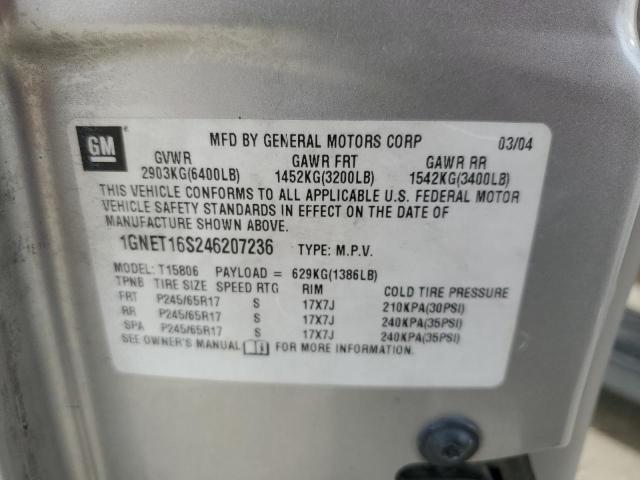 GM MFD BY GENERAL MOTORS CORP 03/04
GVWR GAWR FRT GAWR RR
2903KG(6400LB) 1452KG(3200LB) 1542KG(3400LB)
THIS VEHICLE CONFORMS TO ALL APPLICABLE U.S. FEDERAL MOTOR
VEHICLE SAFETY STANDARDS IN EFFECT ON THE DATE OF
MANUFACTURE SHOWN ABOVE.
1GNET16S246207236 TYPE: M.P.V.
MODEL: T15806 PAYLOAD = 629KG(1386LB)
TPNB TIRE SIZE SPEED RTG RIM COLD TIRE PRESSURE
FRT P245/65R17 S 17X7J 210KPA(30PSI)
RR P245/65R17 S 17X7J 240KPA(35PSI)
SPA P245/65R17 S 17X7J 240KPA(35PSI)
SEE OWNER'S MANUAL FOR MORE INFORMATION.